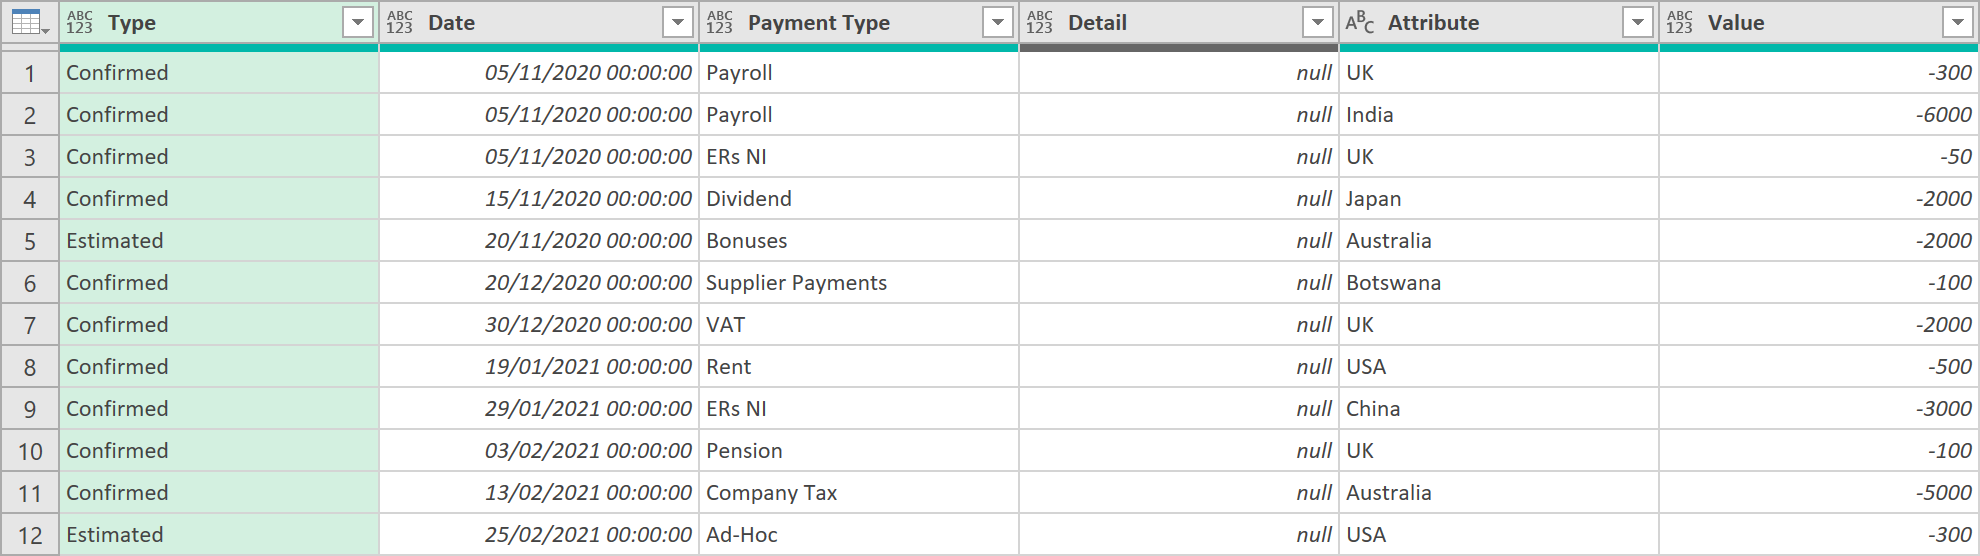 ABC 123 Type ABC 123 Date ABC 123 Payment Type ABC 123 Detail ABC Attribute ABC 123 Value
1 Confirmed 05/11/2020 00:00:00 Payroll null UK -300
2 Confirmed 05/11/2020 00:00:00 Payroll null India -6000
3 Confirmed 05/11/2020 00:00:00 ERs NI null UK -50
4 Confirmed 15/11/2020 00:00:00 Dividend null Japan -2000
5 Estimated 20/11/2020 00:00:00 Bonuses null Australia -2000
6 Confirmed 20/12/2020 00:00:00 Supplier Payments null Botswana -100
7 Confirmed 30/12/2020 00:00:00 VAT null UK -2000
8 Confirmed 19/01/2021 00:00:00 Rent null USA -500
9 Confirmed 29/01/2021 00:00:00 ERs NI null China -3000
10 Confirmed 03/02/2021 00:00:00 Pension null UK -100
11 Confirmed 13/02/2021 00:00:00 Company Tax null Australia -5000
12 Estimated 25/02/2021 00:00:00 Ad-Hoc null USA -300